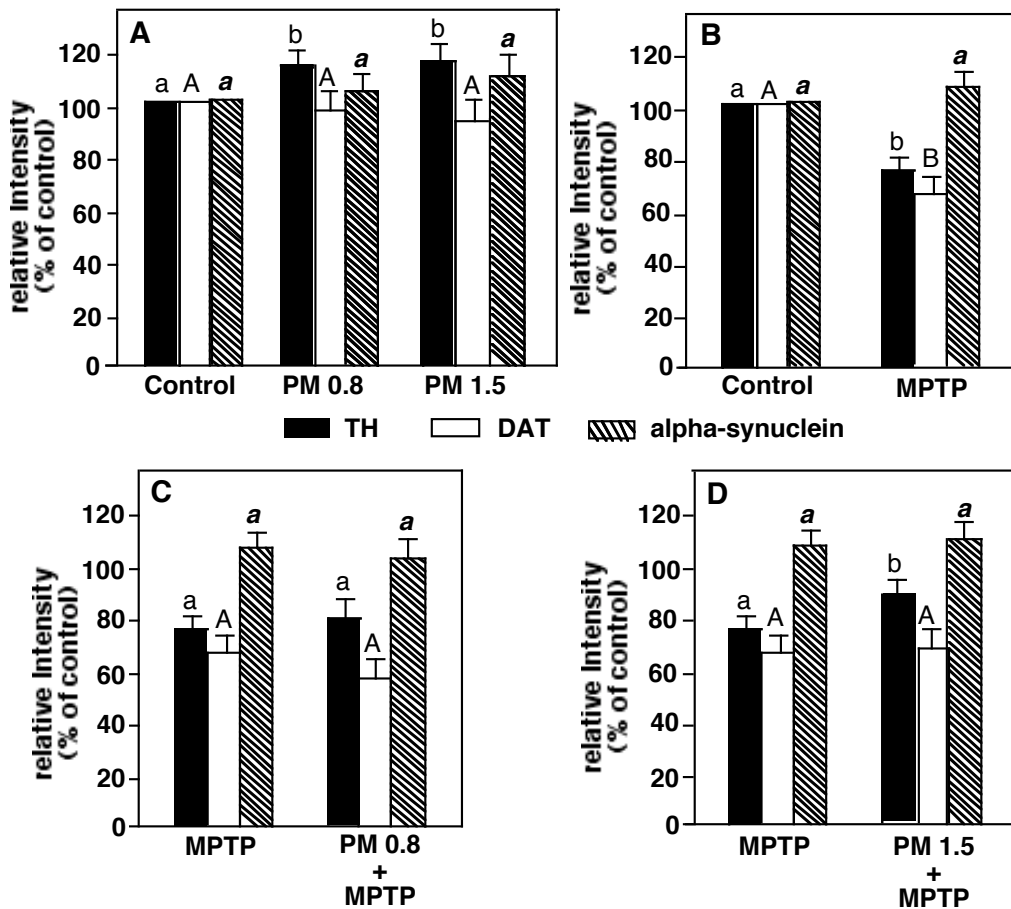 A
B
relative Intensity
(% of control)
120
100
80
60
40
20
0
a A a
b A a
b A a
Control PM 0.8 PM 1.5
relative Intensity
(% of control)
120
100
80
60
40
20
0
a A a
b B a
Control MPTP
TH DAT alpha-synuclein
C
relative Intensity
(% of control)
120
100
80
60
40
20
0
a A a
a A a
MPTP PM 0.8
+
MPTP
D
relative Intensity
(% of control)
120
100
80
60
40
20
0
a A a
b A a
MPTP PM 1.5
+
MPTP